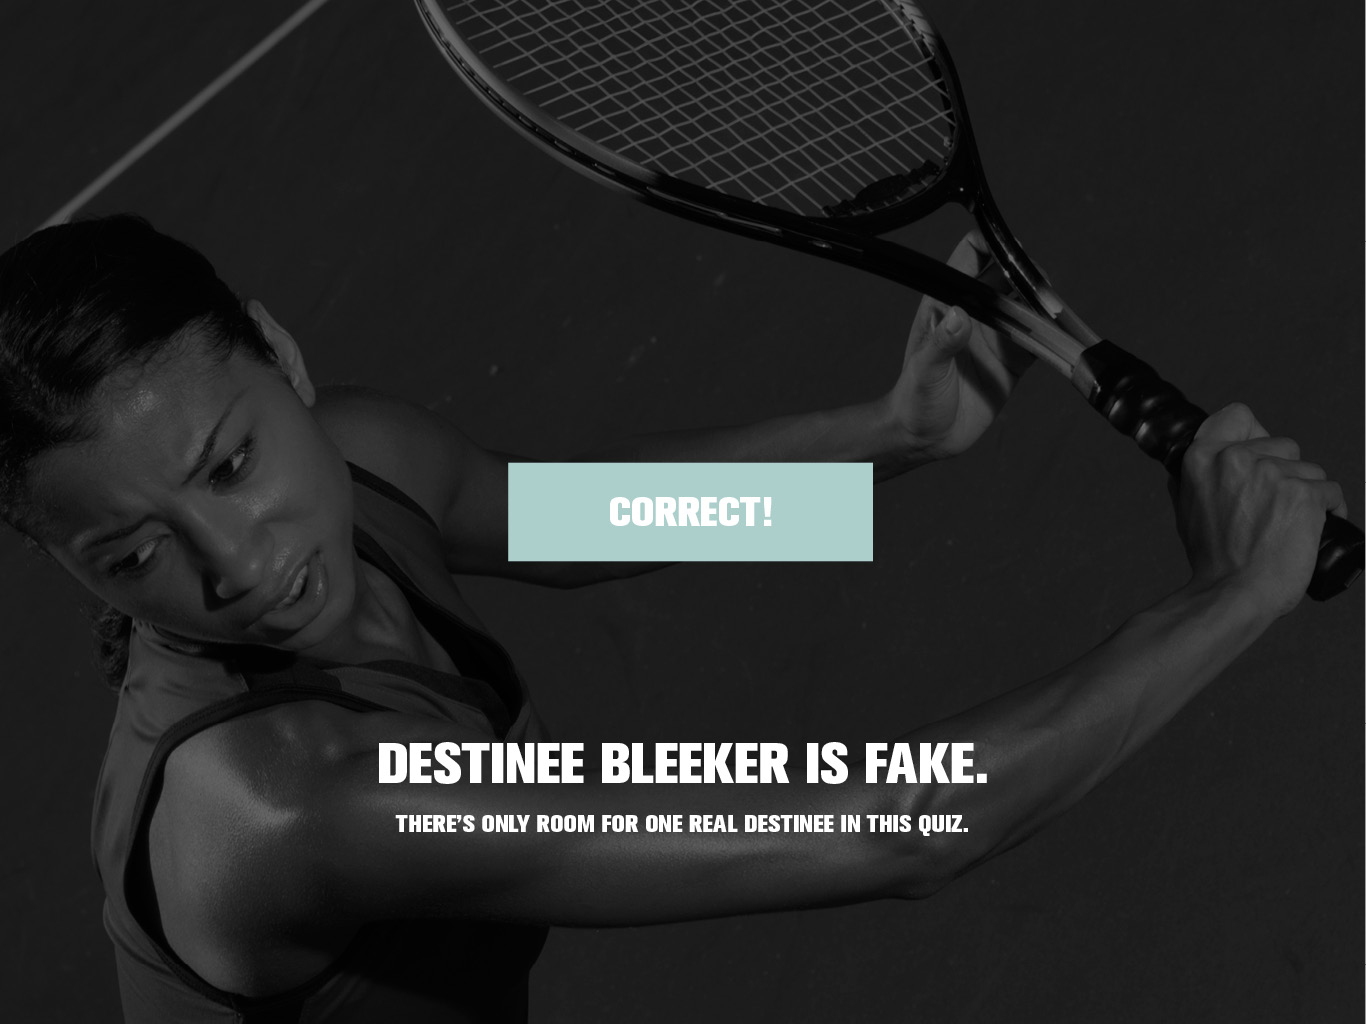 CORRECT!
DESTINEE BLEEKER IS FAKE.
THERE'S ONLY ROOM FOR ONE REAL DESTINEE IN THIS QUIZ.